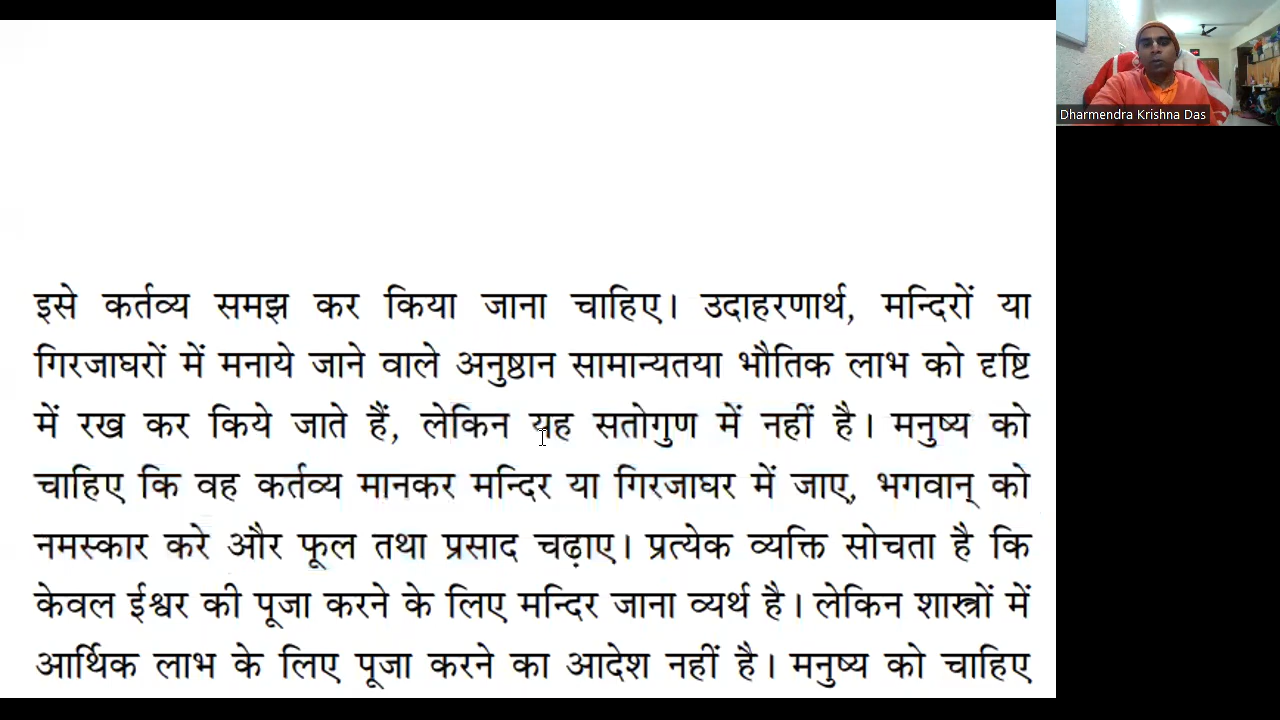 Dharmendra Krishna Das
इसे कर्तव्य समझ कर किया जाना चाहिए। उदाहरणार्थ, मन्दिरों या
गिरजाघरों में मनाये जाने वाले अनुष्ठान सामान्यतया भौतिक लाभ को दृष्टि
में रख कर किये जाते हैं, लेकिन यह सतोगुण में नहीं है। मनुष्य को
चाहिए कि वह कर्तव्य मानकर मन्दिर या गिरजाघर में जाए, भगवान् को
नमस्कार करे और फूल तथा प्रसाद चढ़ाए। प्रत्येक व्यक्ति सोचता है कि
केवल ईश्वर की पूजा करने के लिए मन्दिर जाना व्यर्थ है। लेकिन शास्त्रों में
आर्थिक लाभ के लिए पूजा करने का आदेश नहीं है। मनुष्य को चाहिए